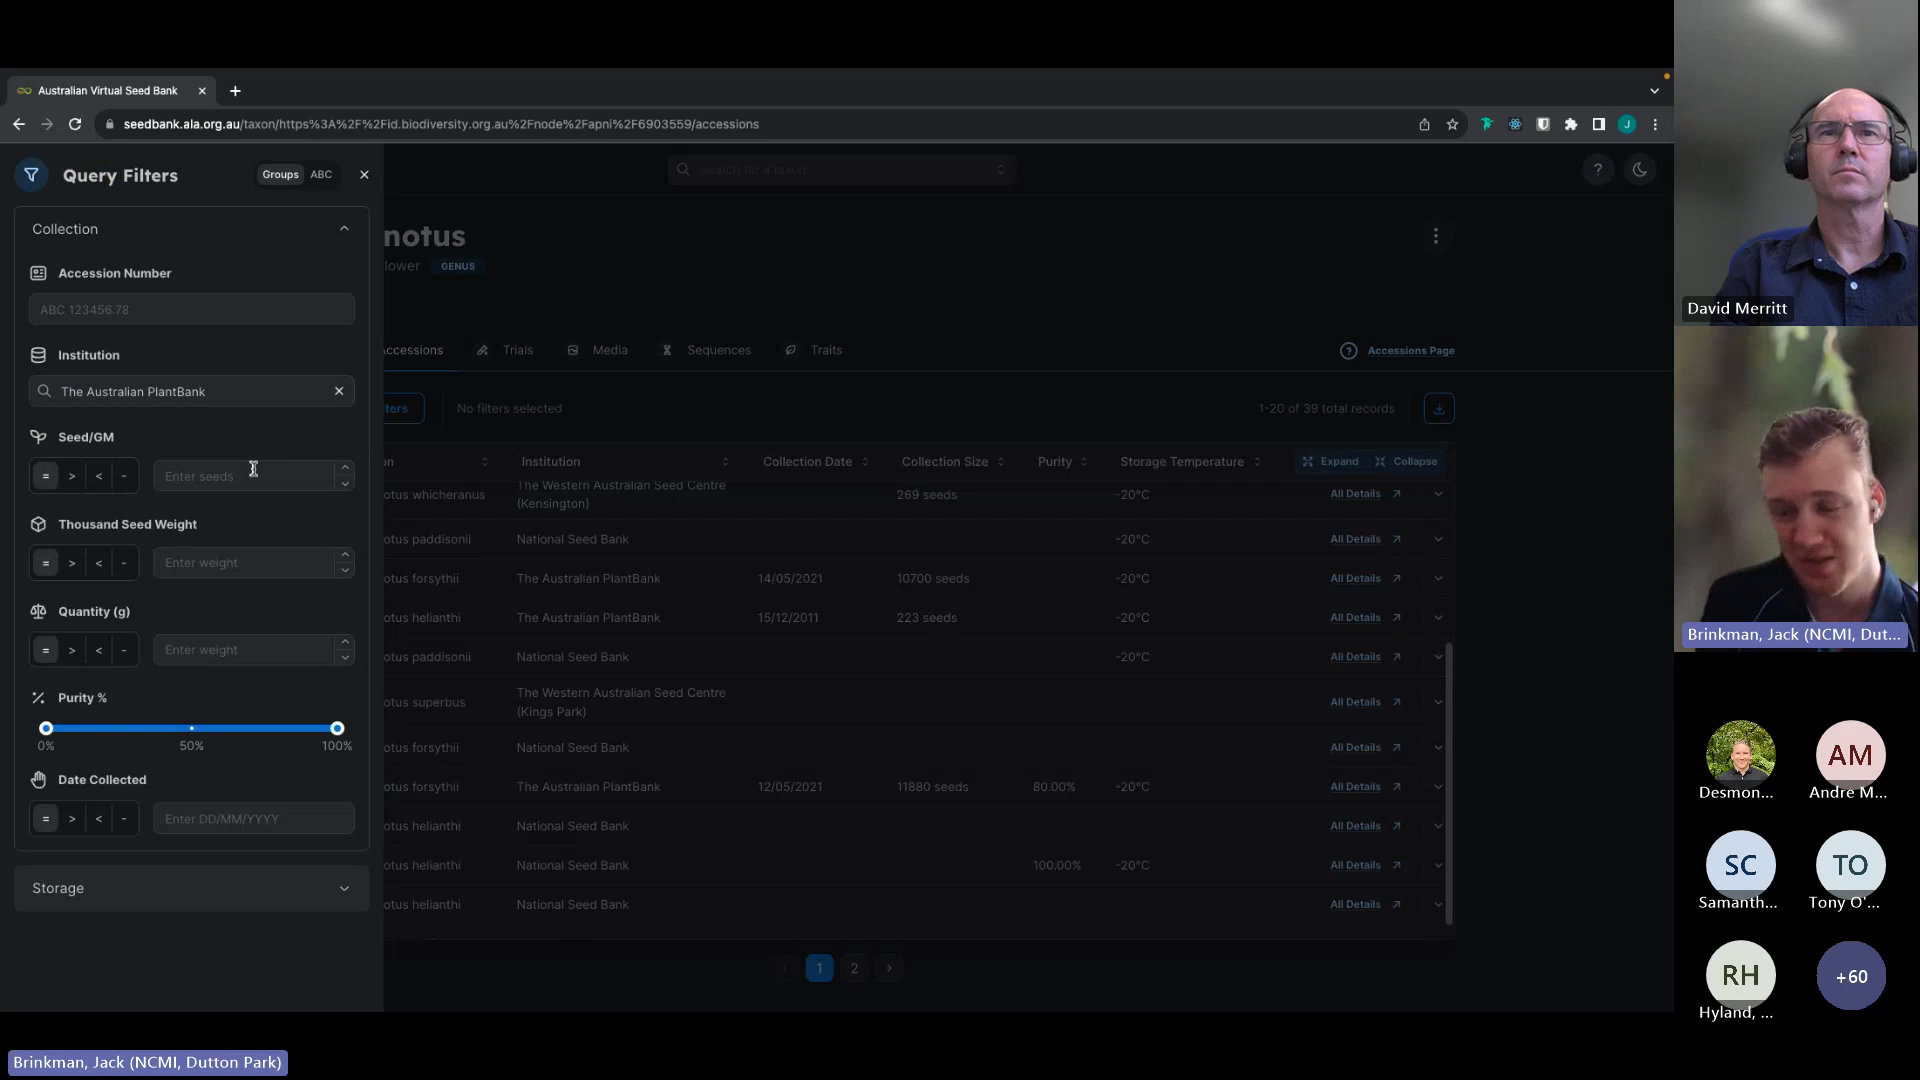 Australian Virtual Seed Bank
seedbank.ala.org.au/taxon/https%3A%2F%2Fid.biodiversity.org.au%2Fnode%2Fapni%2F6903559/accessions
J
Query Filters
Groups ABC
Search for a taxon
?
Collection
notus
lower GENUS
Accession Number
ABC 123456.78
Institution
The Australian PlantBank
ccessions Trials Media Sequences Traits
? Accessions Page
ters No filters selected 1-20 of 39 total records
Seed/GM
= > < - Enter seeds
Thousand Seed Weight
= > < - Enter weight
Quantity (g)
= > < - Enter weight
Purity %
0% 50% 100%
Date Collected
= > < - Enter DD/MM/YYYY
Storage
on Institution Collection Date Collection Size Purity Storage Temperature Expand Collapse
otus whicheranus The Western Australian Seed Centre (Kensington) 269 seeds -20°C All Details
otus paddisonii National Seed Bank -20°C All Details
otus forsythii The Australian PlantBank 14/05/2021 10700 seeds -20°C All Details
otus helianthi The Australian PlantBank 15/12/2011 223 seeds -20°C All Details
otus paddisonii National Seed Bank -20°C All Details
otus superbus The Western Australian Seed Centre (Kings Park) All Details
otus forsythii National Seed Bank All Details
otus forsythii The Australian PlantBank 12/05/2021 11880 seeds 80.00% -20°C All Details
otus helianthi National Seed Bank All Details
otus helianthi National Seed Bank 100.00% -20°C All Details
otus helianthi National Seed Bank All Details
1 2
David Merritt
Brinkman, Jack (NCMI, Dut...
Desmon...
AM
Andre M...
SC
Samanth...
TO
Tony O'...
RH
Hyland, ...
+60
Brinkman, Jack (NCMI, Dutton Park)